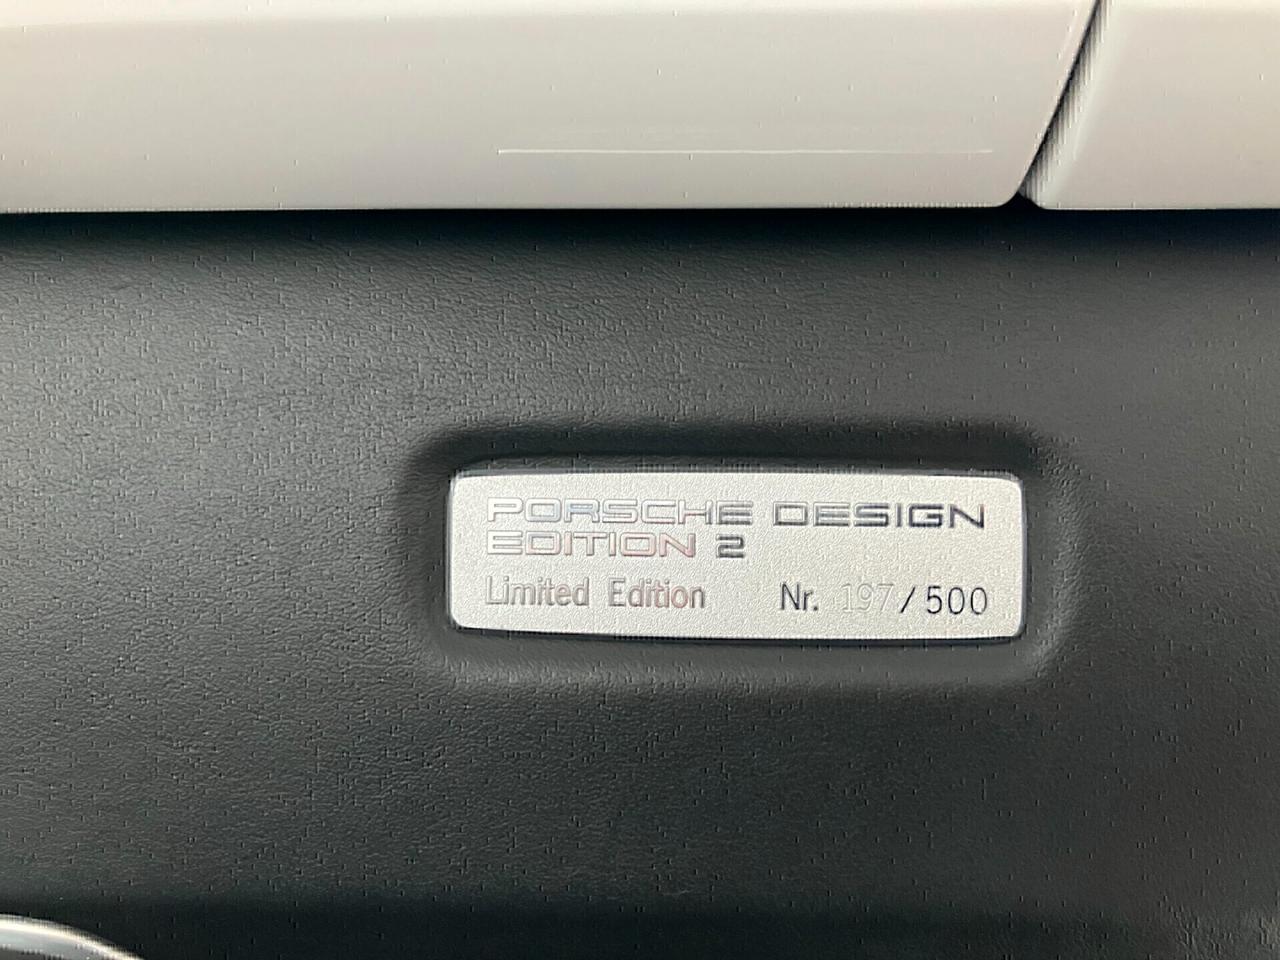 PORSCHE DESIGN
EDITION 2
Limited Edition Nr. 197/500